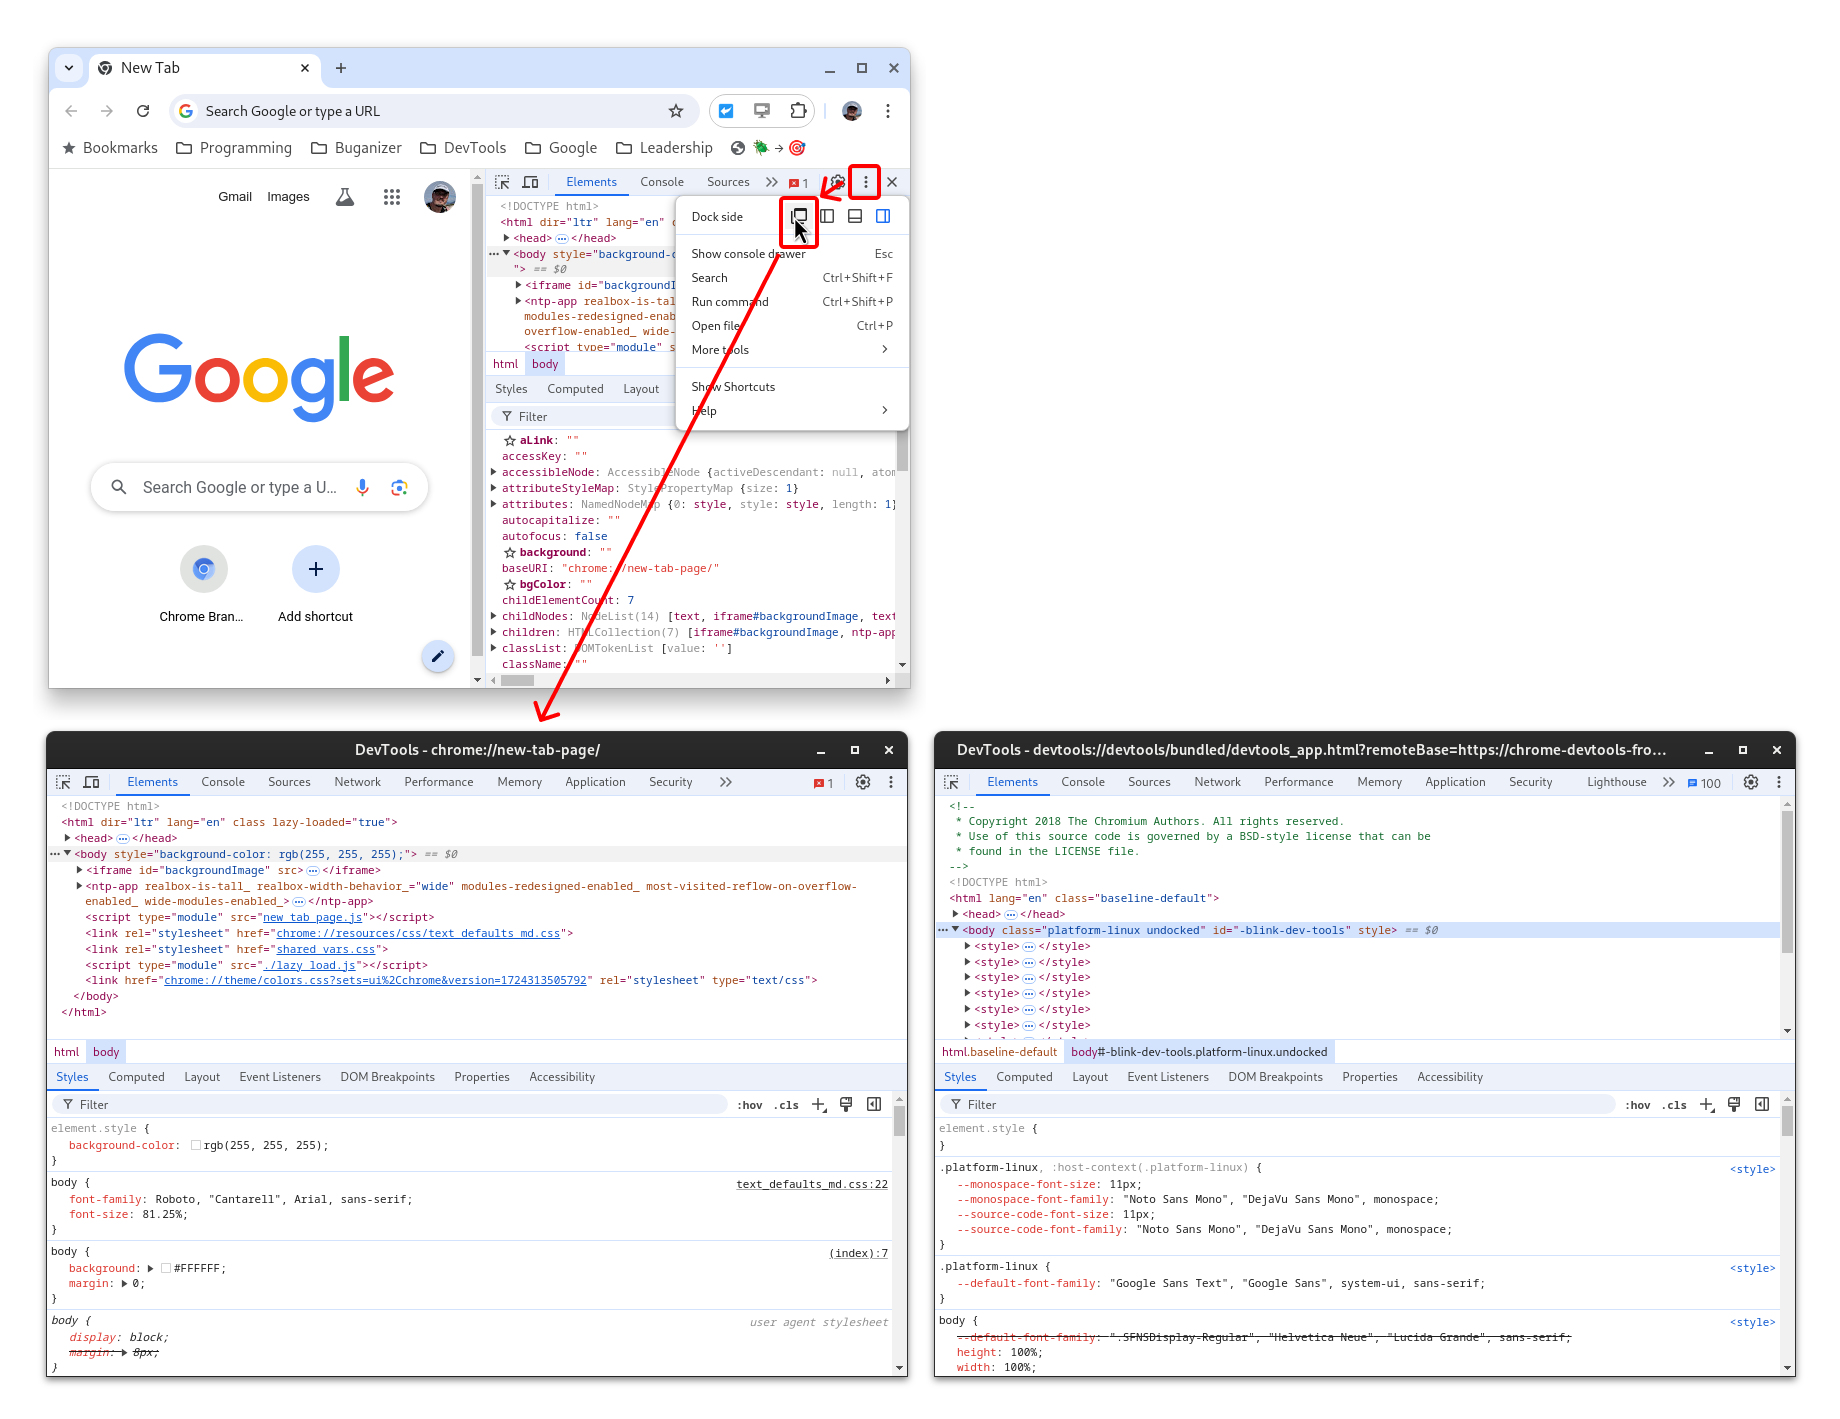 New Tab
Search Google or type a URL
Bookmarks Programming Buganizer DevTools Google Leadership
Gmail Images
Google
Search Google or type a U...
Chrome Bran... Add shortcut
Elements Console Sources 1
<!DOCTYPE html>
<html dir="ltr" lang="en"
<head> </head>
<body style="background-c
"> == $0
<iframe id="backgroundI
<ntp-app realbox-is-tal
modules-redesigned-enab
overflow-enabled_ wide-
<script type="module" s
html body
Styles Computed Layout
Filter
Dock side
Show console drawer Esc
Search Ctrl+Shift+F
Run command Ctrl+Shift+P
Open file Ctrl+P
More tools
Show Shortcuts
Help
aLink: ""
accessKey: ""
accessibleNode: AccessibleNode {activeDescendant: null, atom
attributeStyleMap: StylePropertyMap {size: 1}
attributes: NamedNodeMap {0: style, style: style, length: 1}
autocapitalize: ""
autofocus: false
background: ""
baseURI: "chrome://new-tab-page/"
bgColor: ""
childElementCount: 7
childNodes: NodeList(14) [text, iframe#backgroundImage, text
children: HTMLCollection(7) [iframe#backgroundImage, ntp-app
classList: DOMTokenList [value: '']
className: ""
DevTools - chrome://new-tab-page/
Elements Console Sources Network Performance Memory Application Security 1
<!DOCTYPE html>
<html dir="ltr" lang="en" class lazy-loaded="true">
<head> </head>
<body style="background-color: rgb(255, 255, 255);"> == $0
<iframe id="backgroundImage" src> </iframe>
<ntp-app realbox-is-tall_ realbox-width-behavior_="wide" modules-redesigned-enabled_ most-visited-reflow-on-overflow-
enabled_ wide-modules-enabled_> </ntp-app>
<script type="module" src="new_tab_page.js"></script>
<link rel="stylesheet" href="chrome://resources/css/text_defaults_md.css">
<link rel="stylesheet" href="shared_vars.css">
<script type="module" src="./lazy_load.js"></script>
<link href="chrome://theme/colors.css?sets=ui%2Cchrome&version=1724313505792" rel="stylesheet" type="text/css">
</body>
</html>
html body
Styles Computed Layout Event Listeners DOM Breakpoints Properties Accessibility
Filter :hov .cls
element.style {
background-color: rgb(255, 255, 255);
}
body { text_defaults_md.css:22
font-family: Roboto, "Cantarell", Arial, sans-serif;
font-size: 81.25%;
}
body { (index):7
background: #FFFFFF;
margin: 0;
}
body { user agent stylesheet
display: block;
margin: 8px;
}
DevTools - devtools://devtools/bundled/devtools_app.html?remoteBase=https://chrome-devtools-fro...
Elements Console Sources Network Performance Memory Application Security Lighthouse 100
<!--
* Copyright 2018 The Chromium Authors. All rights reserved.
* Use of this source code is governed by a BSD-style license that can be
* found in the LICENSE file.
-->
<!DOCTYPE html>
<html lang="en" class="baseline-default">
<head> </head>
<body class="platform-linux undocked" id="-blink-dev-tools" style> == $0
<style> </style>
<style> </style>
<style> </style>
<style> </style>
<style> </style>
<style> </style>
html.baseline-default body#-blink-dev-tools.platform-linux.undocked
Styles Computed Layout Event Listeners DOM Breakpoints Properties Accessibility
Filter :hov .cls
element.style {
}
.platform-linux, :host-context(.platform-linux) { <style>
--monospace-font-size: 11px;
--monospace-font-family: "Noto Sans Mono", "DejaVu Sans Mono", monospace;
--source-code-font-size: 11px;
--source-code-font-family: "Noto Sans Mono", "DejaVu Sans Mono", monospace;
}
.platform-linux { <style>
--default-font-family: "Google Sans Text", "Google Sans", system-ui, sans-serif;
}
body { <style>
--default-font-family: ".SFNSDisplay-Regular", "Helvetica Neue", "Lucida Grande", sans-serif;
height: 100%;
width: 100%;